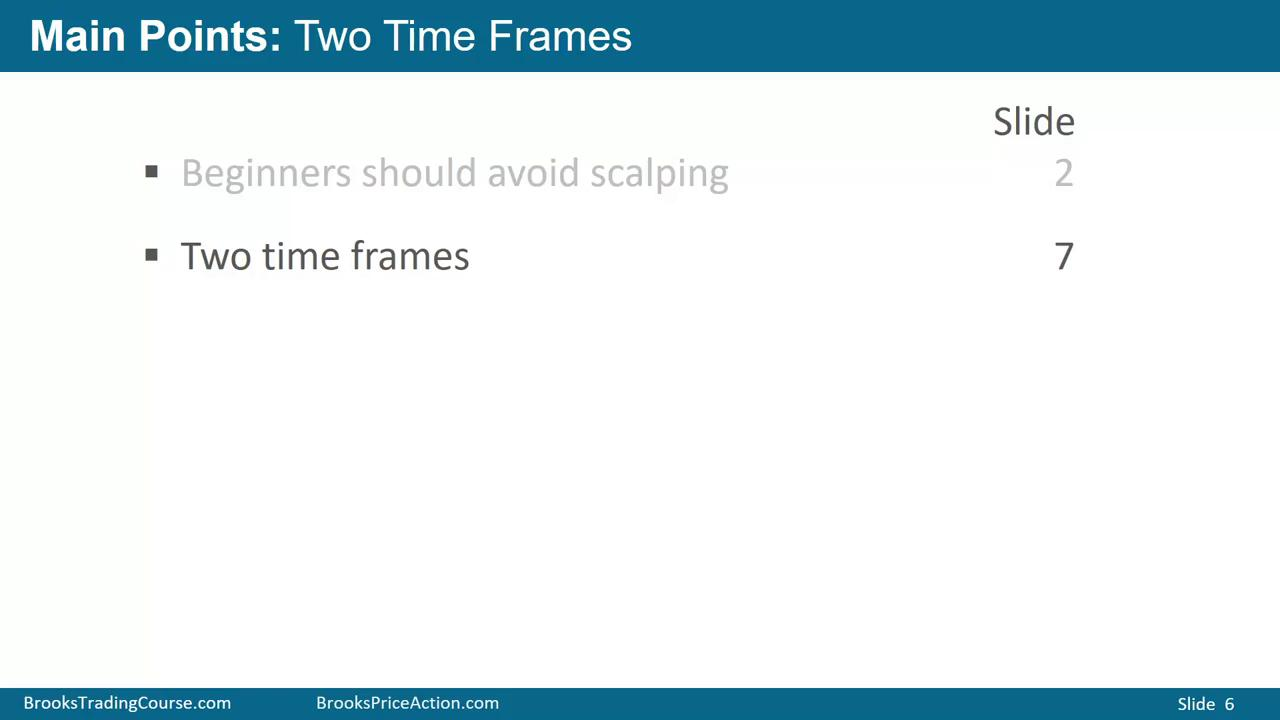 Main Points: Two Time Frames
Slide
▪ Beginners should avoid scalping 2
▪ Two time frames 7
BrooksTradingCourse.com BrooksPriceAction.com Slide 6